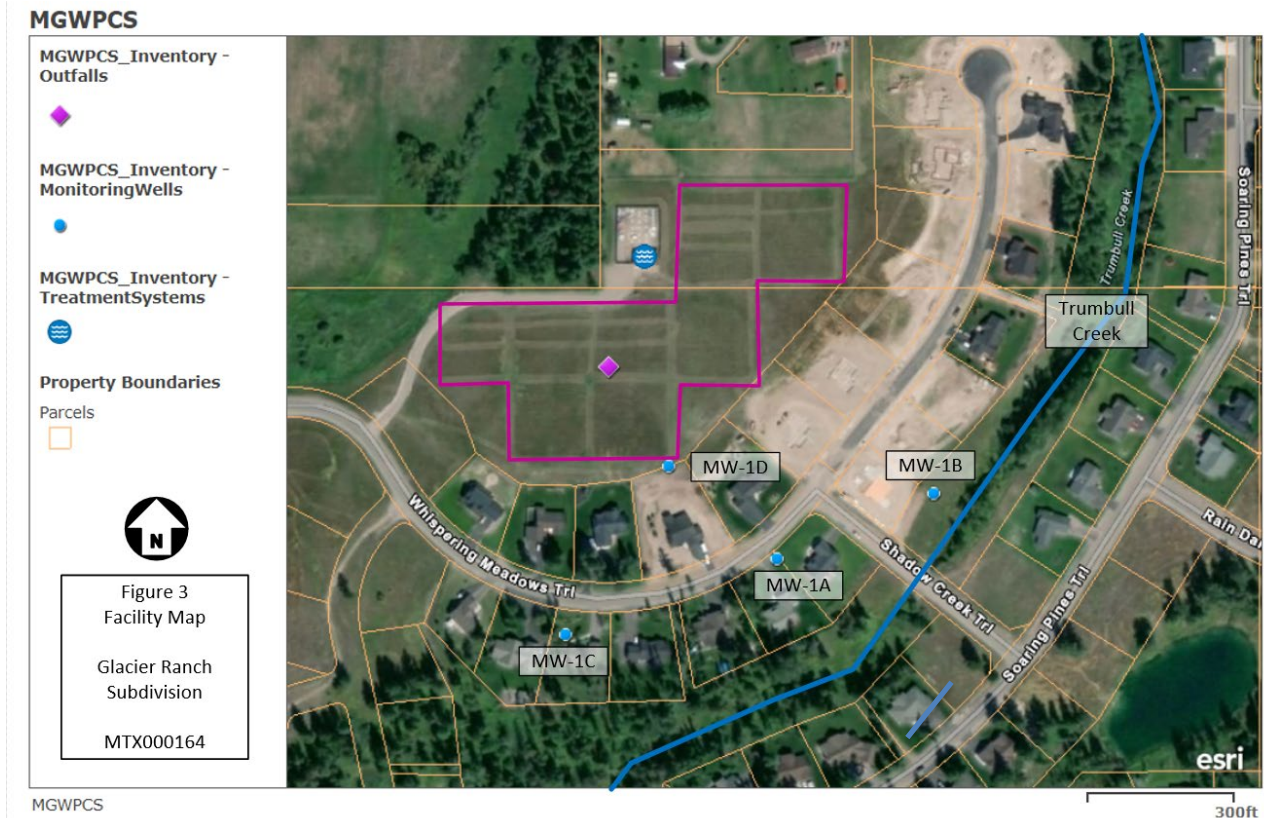 MGWPCS
MGWPCS_Inventory -
Outfalls
MGWPCS_Inventory -
MonitoringWells
MGWPCS_Inventory -
TreatmentSystems
Property Boundaries
Parcels
N
Figure 3
Facility Map
Glacier Ranch
Subdivision
MTX000164
Soaring Pines Trl
Trumbull Creek
Trumbull
Creek
MW-1D
MW-1B
Whispering Meadows Trl
Rain Dan
Shadow Creek Trl
MW-1A
Soaring Pines Trl
MW-1C
esri
MGWPCS
300ft